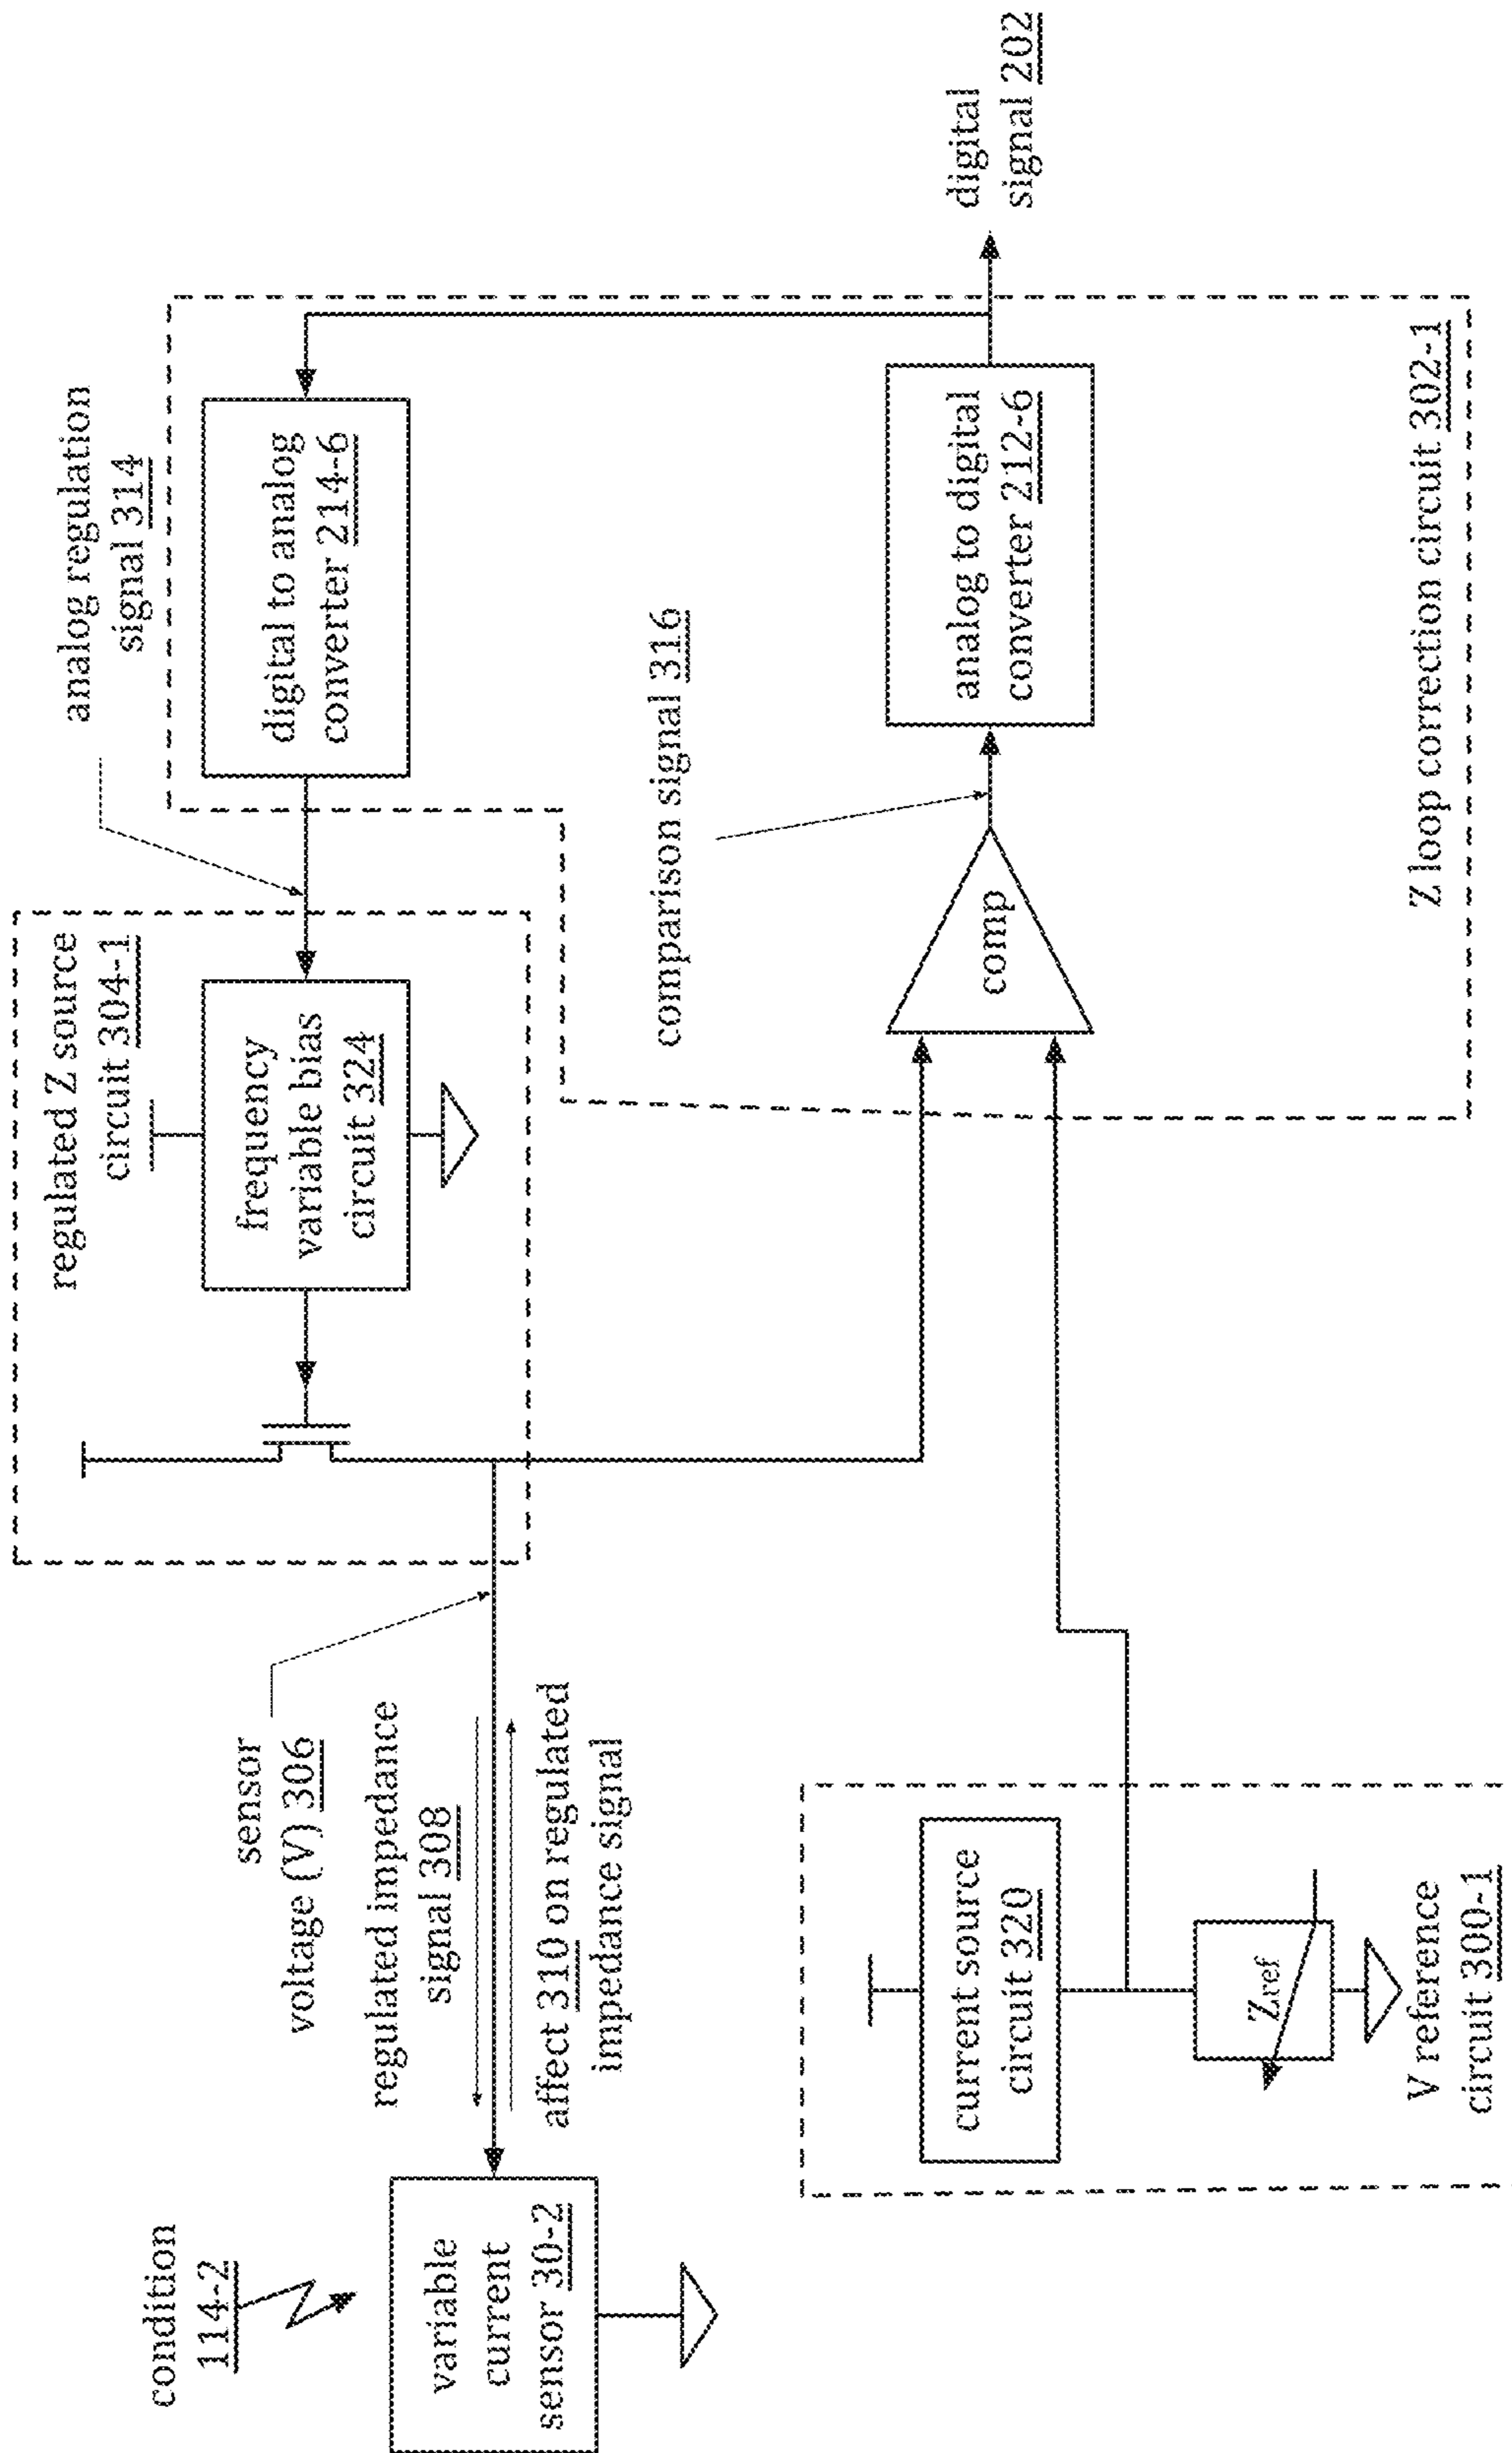 condition
114-2
variable
current
sensor 30-2
sensor
voltage (V) 306
regulated impedance
signal 308
affect 310 on regulated
impedance signal
regulated Z source
circuit 304-1
frequency
variable bias
circuit 324
analog regulation
signal 314
digital to analog
converter 214-6
comparison signal 316
comp
analog to digital
converter 212-6
digital
signal 202
Z loop correction circuit 302-1
current source
circuit 320
Zref
V reference
circuit 300-1